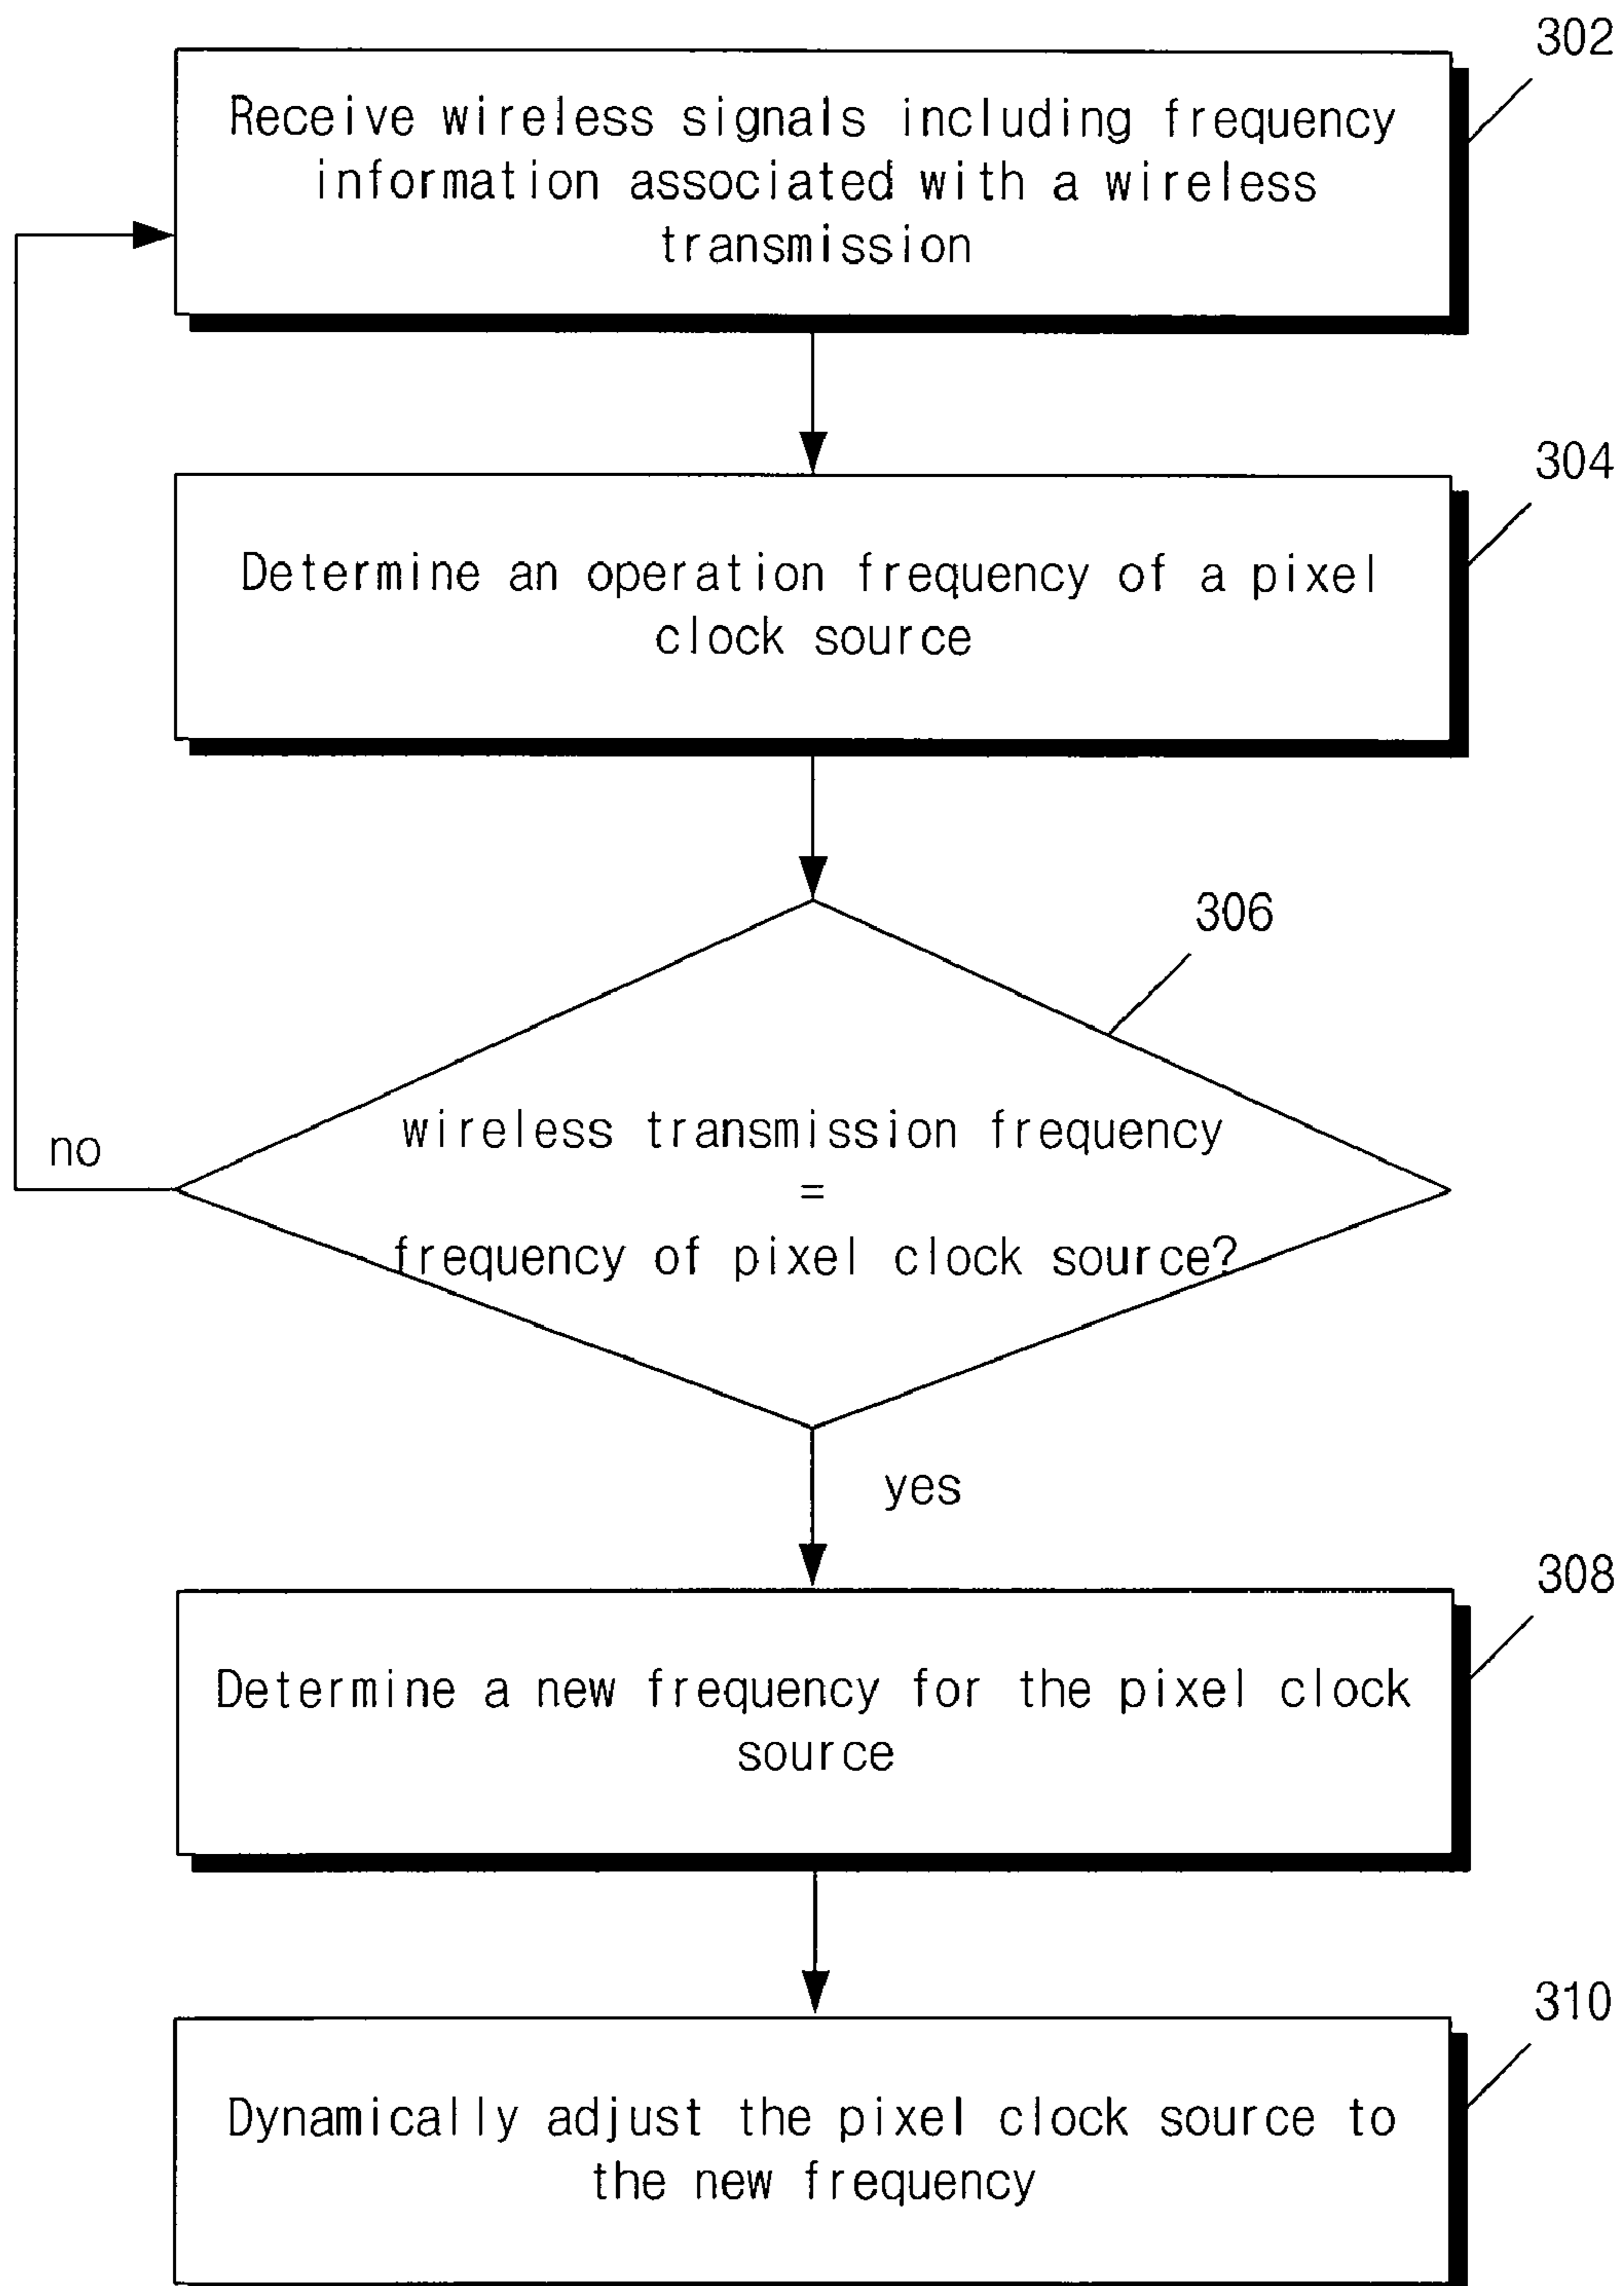 302
Receive wireless signals including frequency
information associated with a wireless
transmission
304
Determine an operation frequency of a pixel
clock source
306
wireless transmission frequency
=
frequency of pixel clock source?
no
yes
308
Determine a new frequency for the pixel clock
source
310
Dynamically adjust the pixel clock source to
the new frequency